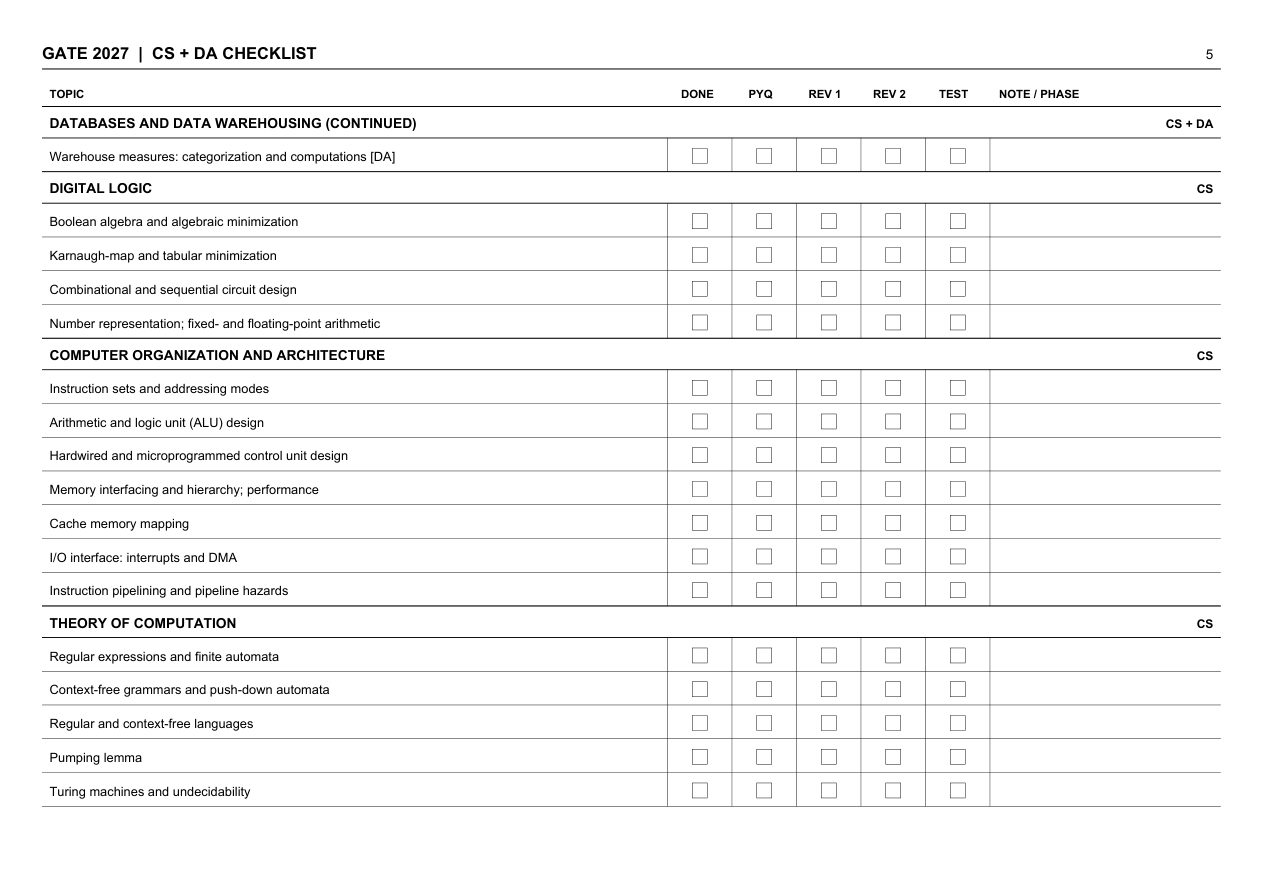 GATE 2027 | CS + DA CHECKLIST 5
TOPIC DONE PYQ REV 1 REV 2 TEST NOTE / PHASE
DATABASES AND DATA WAREHOUSING (CONTINUED) CS + DA
Warehouse measures: categorization and computations [DA]
DIGITAL LOGIC CS
Boolean algebra and algebraic minimization
Karnaugh-map and tabular minimization
Combinational and sequential circuit design
Number representation; fixed- and floating-point arithmetic
COMPUTER ORGANIZATION AND ARCHITECTURE CS
Instruction sets and addressing modes
Arithmetic and logic unit (ALU) design
Hardwired and microprogrammed control unit design
Memory interfacing and hierarchy; performance
Cache memory mapping
I/O interface: interrupts and DMA
Instruction pipelining and pipeline hazards
THEORY OF COMPUTATION CS
Regular expressions and finite automata
Context-free grammars and push-down automata
Regular and context-free languages
Pumping lemma
Turing machines and undecidability